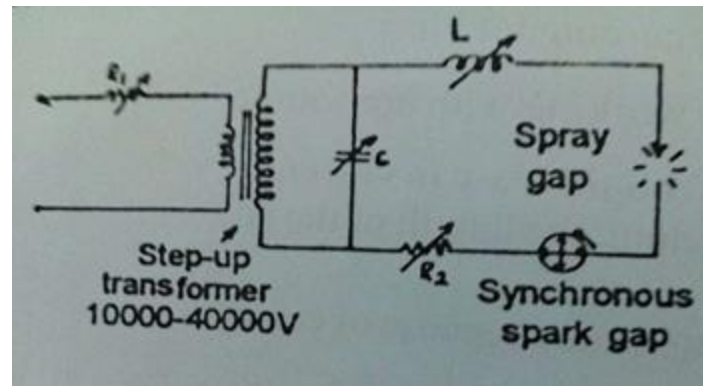 L
R1
Spray
gap
C
Step-up
transformer
10000-40000V
R2
Synchronous
spark gap